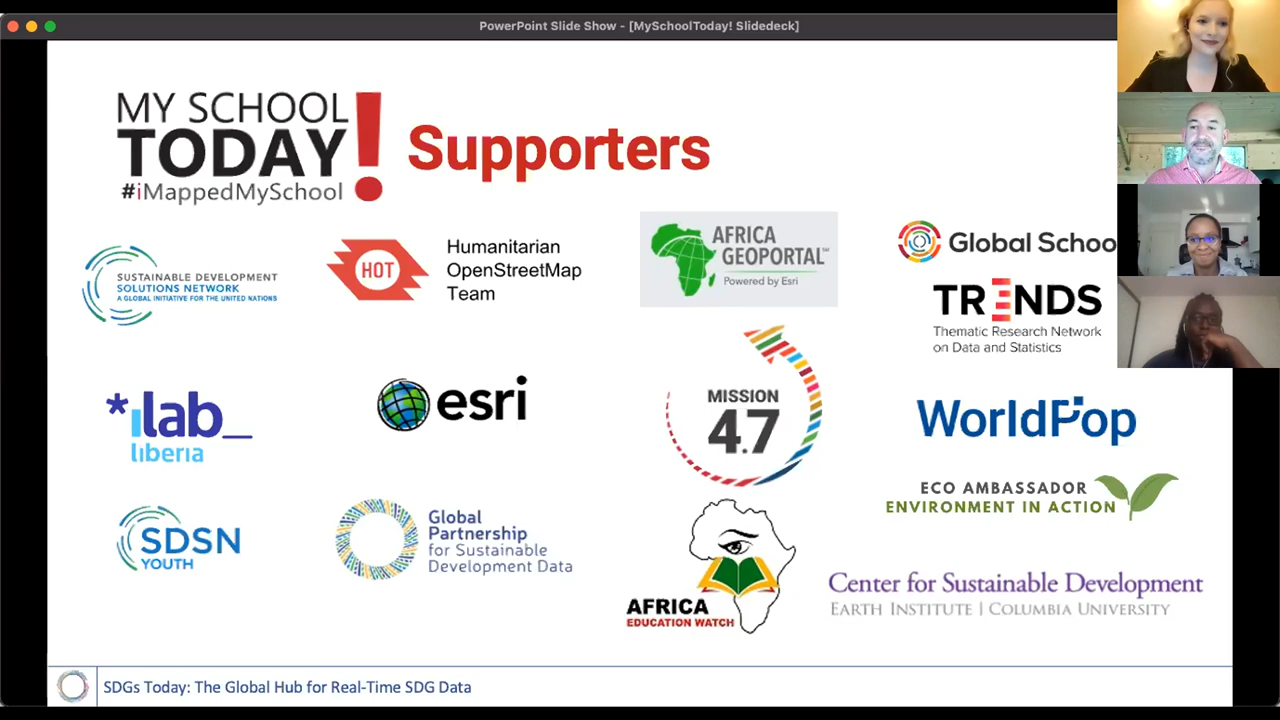 PowerPoint Slide Show - [MySchoolToday! Slidedeck]
MY SCHOOL
TODAY!
#iMappedMySchool
Supporters
SUSTAINABLE DEVELOPMENT
SOLUTIONS NETWORK
A GLOBAL INITIATIVE FOR THE UNITED NATIONS
HOT
Humanitarian
OpenStreetMap
Team
AFRICA
GEOPORTAL
Powered by Esri
Global Schoo
TRENDS
Thematic Research Network
on Data and Statistics
*ilab_
liberia
esri
MISSION
4.7
WorldPop
ECO AMBASSADOR
ENVIRONMENT IN ACTION
SDSN
YOUTH
Global
Partnership
for Sustainable
Development Data
AFRICA
EDUCATION WATCH
Center for Sustainable Development
EARTH INSTITUTE | COLUMBIA UNIVERSITY
SDGs Today: The Global Hub for Real-Time SDG Data